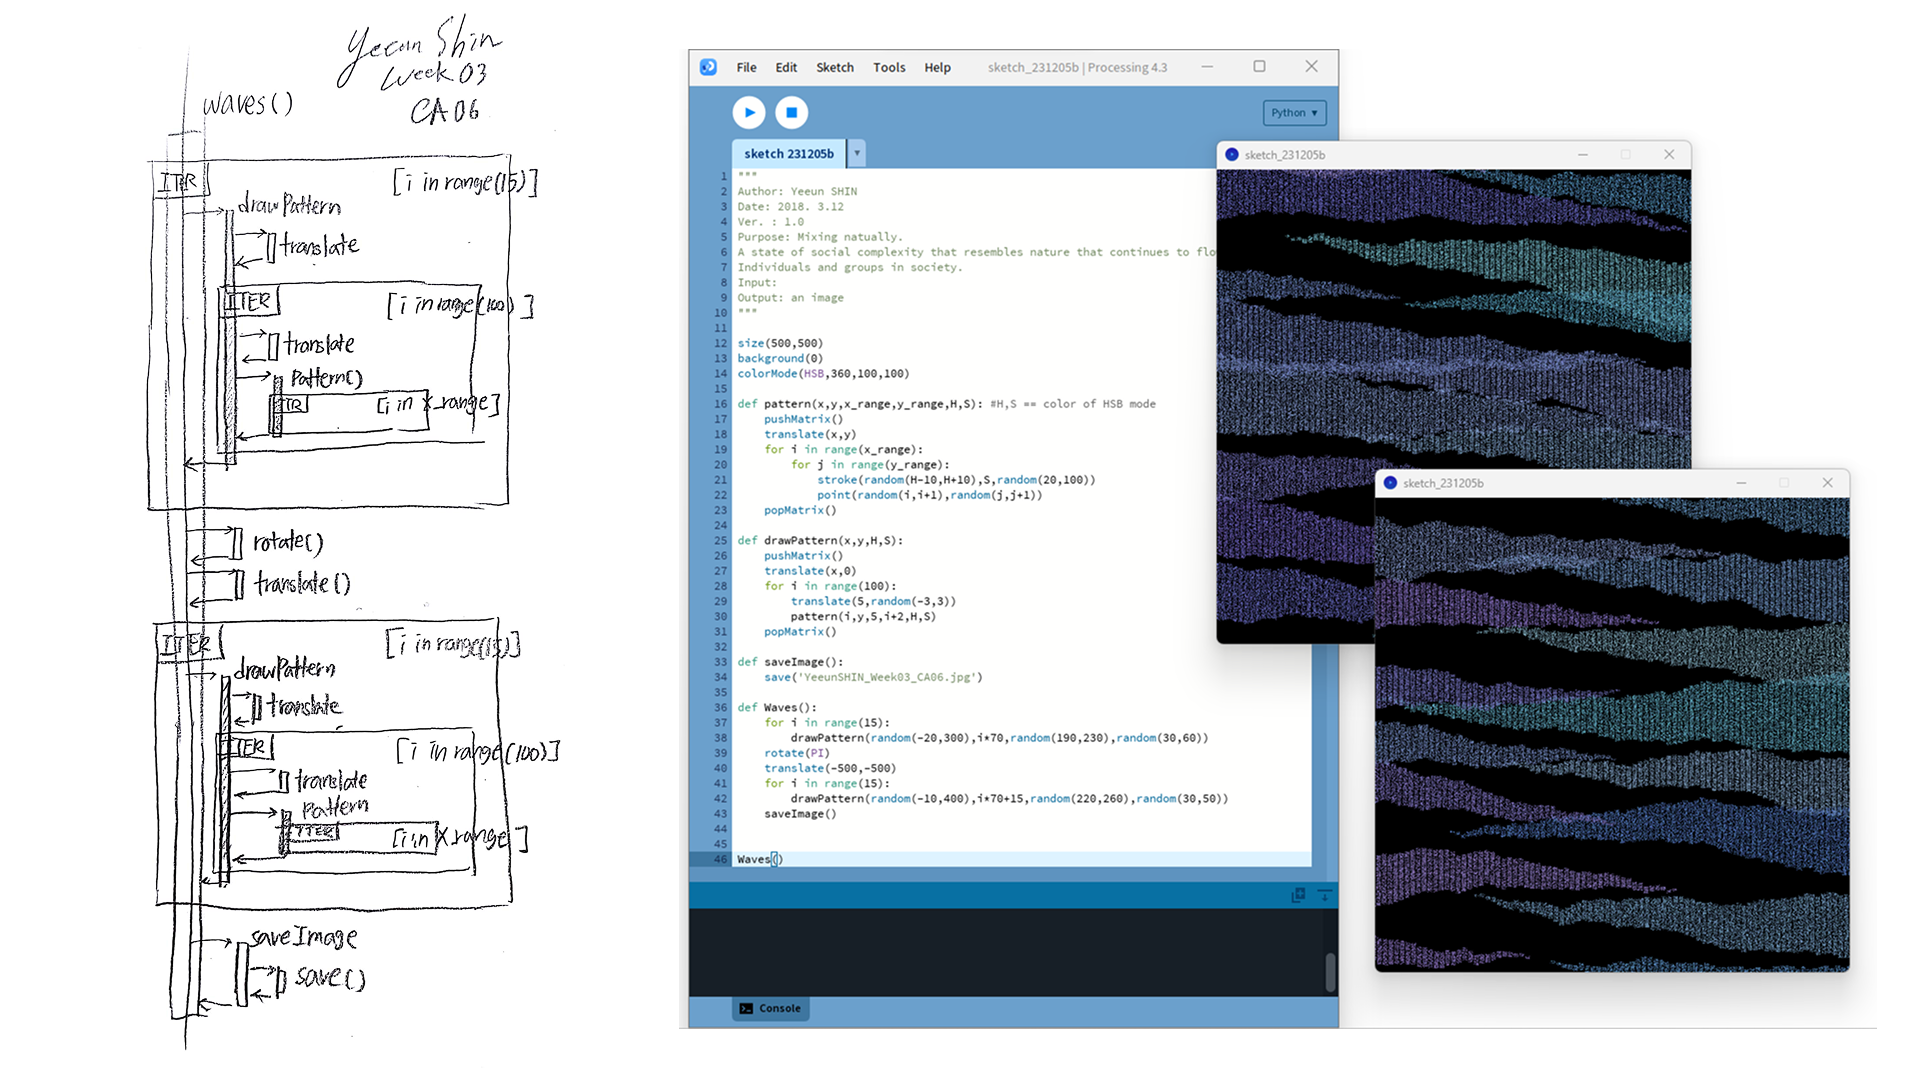 Yeeun Shin
Week 03
CA06
waves()
ITR
[i in range(15)]
drawPattern
translate
ITER
[i in range(100)]
translate
Pattern()
ITR
[i in x_range]
rotate()
translate()
ITER
[i in range(15)]
drawPattern
translate
ITER
[i in range(100)]
translate
Pattern
ITER
[i in x_range]
saveImage
save()
File Edit Sketch Tools Help sketch_231205b | Processing 4.3
Python
sketch 231205b
1 """
2 Author: Yeeun SHIN
3 Date: 2018. 3.12
4 Ver. : 1.0
5 Purpose: Mixing natually.
6 A state of social complexity that resembles nature that continues to flo
7 Individuals and groups in society.
8 Input:
9 Output: an image
10 """
11
12 size(500,500)
13 background(0)
14 colorMode(HSB,360,100,100)
15
16 def pattern(x,y,x_range,y_range,H,S): #H,S == color of HSB mode
17 pushMatrix()
18 translate(x,y)
19 for i in range(x_range):
20 for j in range(y_range):
21 stroke(random(H-10,H+10),S,random(20,100))
22 point(random(i,i+1),random(j,j+1))
23 popMatrix()
24
25 def drawPattern(x,y,H,S):
26 pushMatrix()
27 translate(x,0)
28 for i in range(100):
29 translate(5,random(-3,3))
30 pattern(i,y,5,i+2,H,S)
31 popMatrix()
32
33 def saveImage():
34 save('YeeunSHIN_Week03_CA06.jpg')
35
36 def Waves():
37 for i in range(15):
38 drawPattern(random(-20,300),i*70,random(190,230),random(30,60))
39 rotate(PI)
40 translate(-500,-500)
41 for i in range(15):
42 drawPattern(random(-10,400),i*70+15,random(220,260),random(30,50))
43 saveImage()
44
45
46 Waves()
Console
sketch_231205b
sketch_231205b